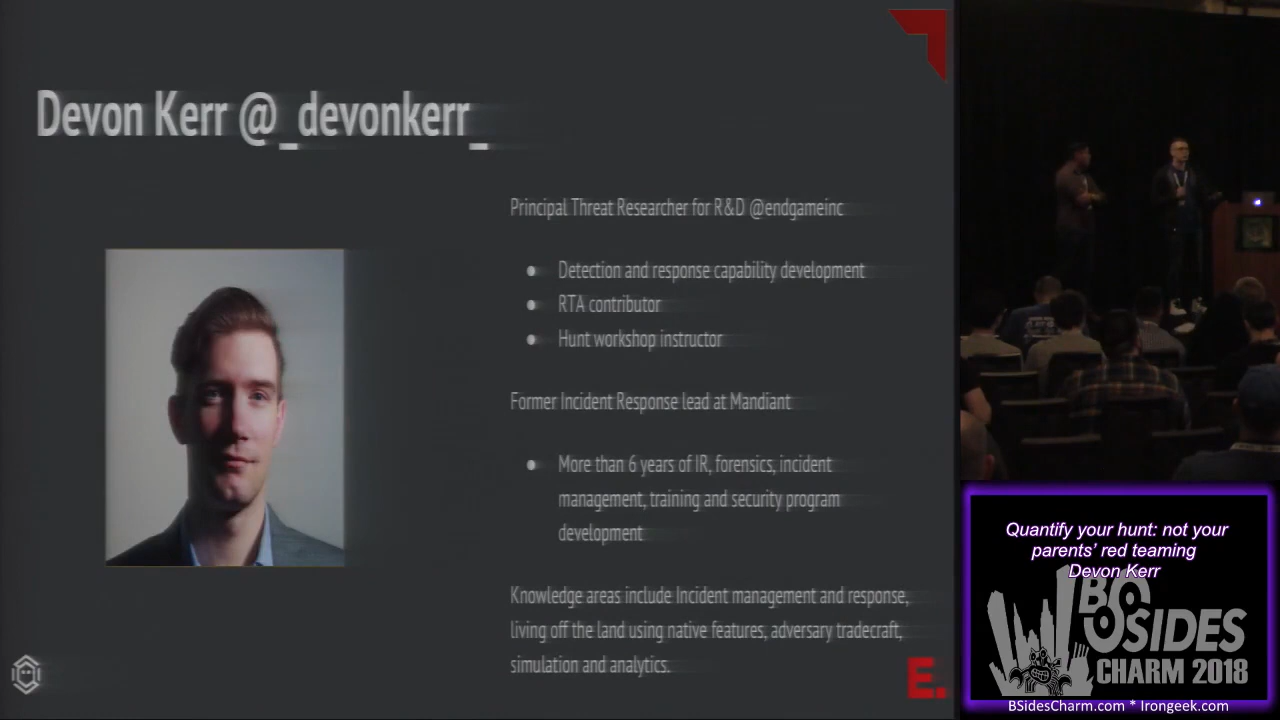 Devon Kerr @_devonkerr_
Principal Threat Researcher for R&D @endgameinc
● Detection and response capability development
● RTA contributor
● Hunt workshop instructor
Former Incident Response lead at Mandiant
● More than 6 years of IR, forensics, incident
management, training and security program
development
Knowledge areas include Incident management and response,
living off the land using native features, adversary tradecraft,
simulation and analytics.
E.
Quantify your hunt: not your
parents' red teaming
Devon Kerr
BSIDES
CHARM 2018
BSidesCharm.com * Irongeek.com